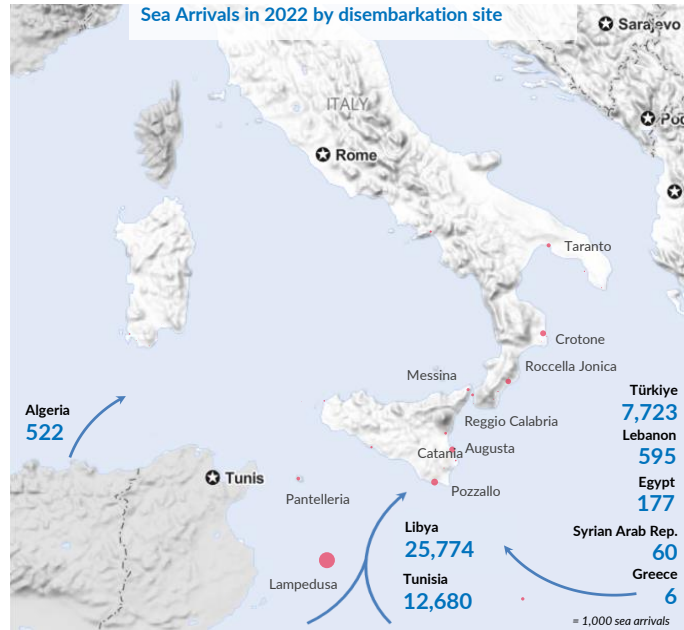 Sea Arrivals in 2022 by disembarkation site
Sarajevo
ITALY
Pod
Rome
Taranto
Crotone
Messina
Roccella Jonica
Algeria
522
Reggio Calabria
Catania
Augusta
Türkiye
7,723
Lebanon
595
Egypt
177
Tunis
Pantelleria
Pozzallo
Libya
25,774
Syrian Arab Rep.
60
Lampedusa
Tunisia
12,680
Greece
6
= 1,000 sea arrivals